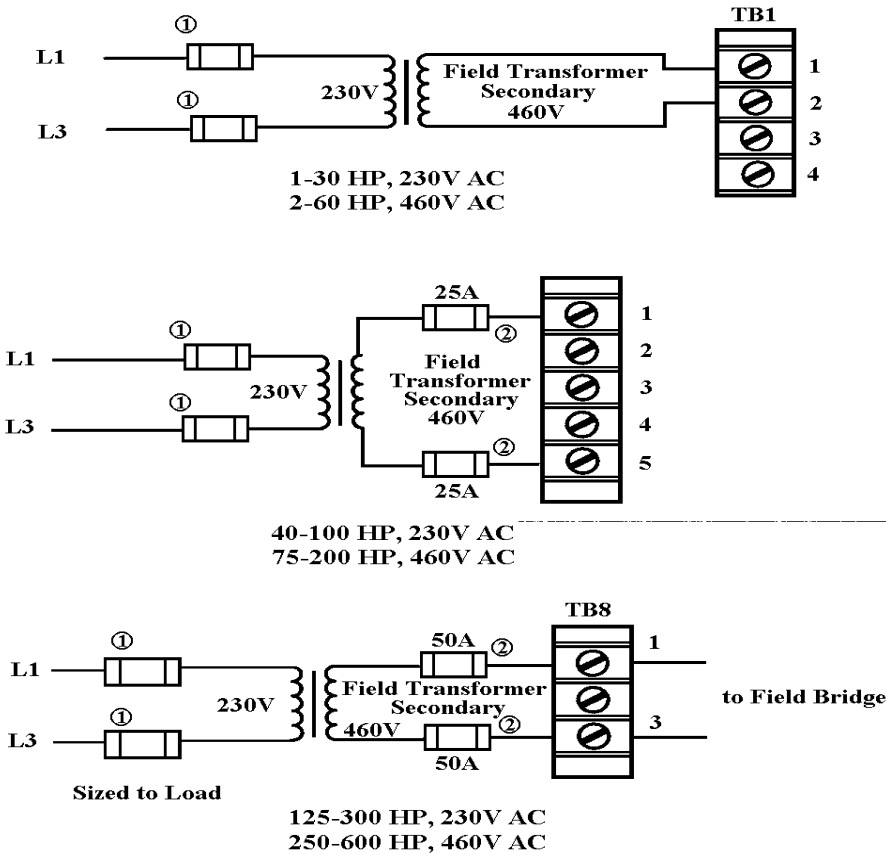 TB1
①
L1
230V
Field Transformer
Secondary
460V
①
L3
1
2
3
4
1-30 HP, 230V AC
2-60 HP, 460V AC
25A
②
①
L1
230V
Field
Transformer
Secondary
460V
①
L3
②
25A
1
2
3
4
5
40-100 HP, 230V AC
75-200 HP, 460V AC
TB8
①
L1
50A
②
1
230V
Field Transformer
Secondary
460V
to Field Bridge
①
L3
②
3
50A
Sized to Load
125-300 HP, 230V AC
250-600 HP, 460V AC